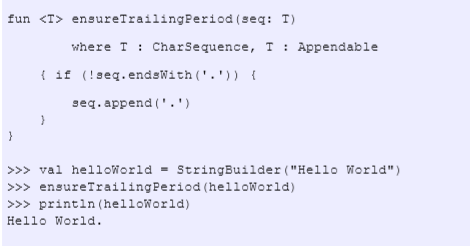 fun <T> ensureTrailingPeriod(seq: T)
where T : CharSequence, T : Appendable
{ if (!seq.endsWith('.')) {
seq.append('.')
}
}
>>> val helloWorld = StringBuilder("Hello World")
>>> ensureTrailingPeriod(helloWorld)
>>> println(helloWorld)
Hello World.